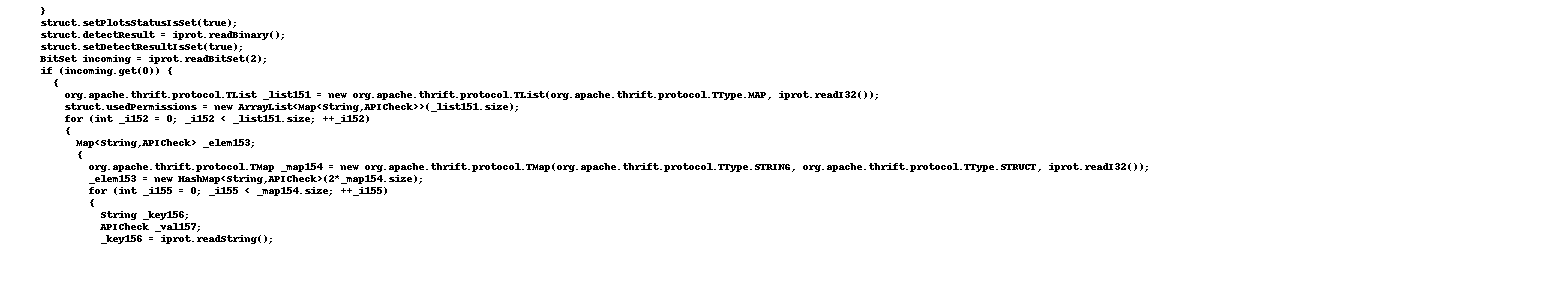 }
struct.setPlotsStatusIsSet(true);
struct.detectResult = iprot.readBinary();
struct.setDetectResultIsSet(true);
BitSet incoming = iprot.readBitSet(2);
if (incoming.get(0)) {
{
org.apache.thrift.protocol.TList _list151 = new org.apache.thrift.protocol.TList(org.apache.thrift.protocol.TType.MAP, iprot.readI32());
struct.usedPermissions = new ArrayList<Map<String,APICheck>>(_list151.size);
for (int _i152 = 0; _i152 < _list151.size; ++_i152)
{
Map<String,APICheck> _elem153;
{
org.apache.thrift.protocol.TMap _map154 = new org.apache.thrift.protocol.TMap(org.apache.thrift.protocol.TType.STRING, org.apache.thrift.protocol.TType.STRUCT, iprot.readI32());
_elem153 = new HashMap<String,APICheck>(2*_map154.size);
for (int _i155 = 0; _i155 < _map154.size; ++_i155)
{
String _key156;
APICheck _val157;
_key156 = iprot.readString();